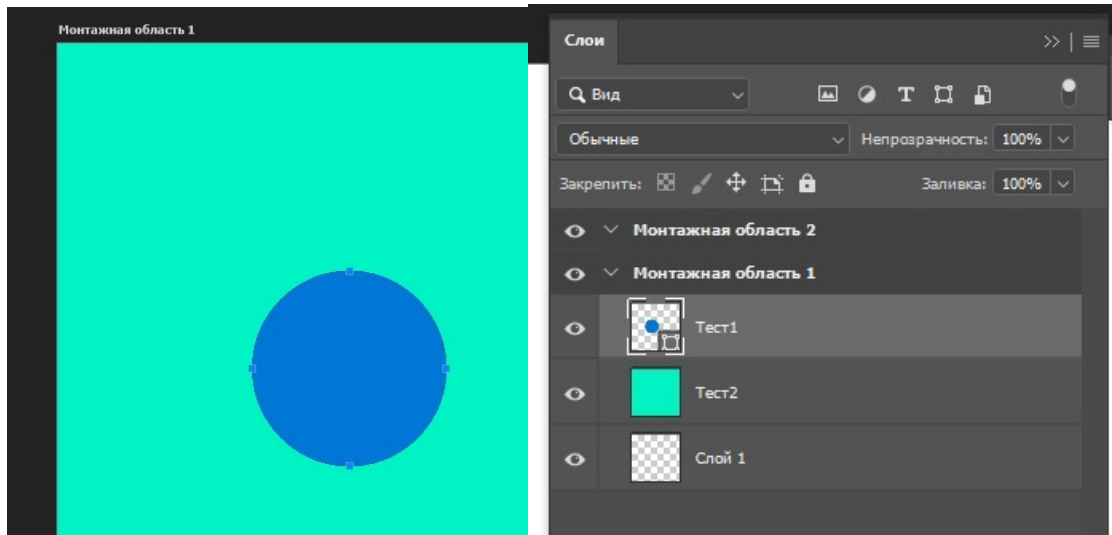 Монтажная область 1
Слои
Вид
Обычные
Непрозрачность: 100%
Закрепить:
Заливка: 100%
Монтажная область 2
Монтажная область 1
Тест1
Тест2
Слой 1